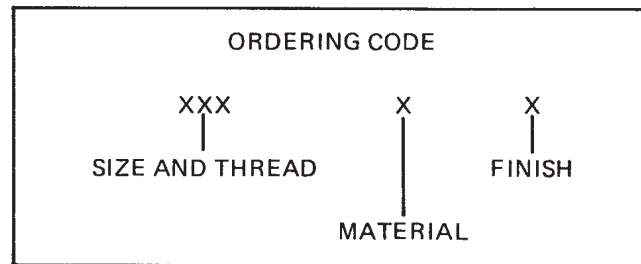 ORDERING CODE
XXX X X
SIZE AND THREAD FINISH
MATERIAL